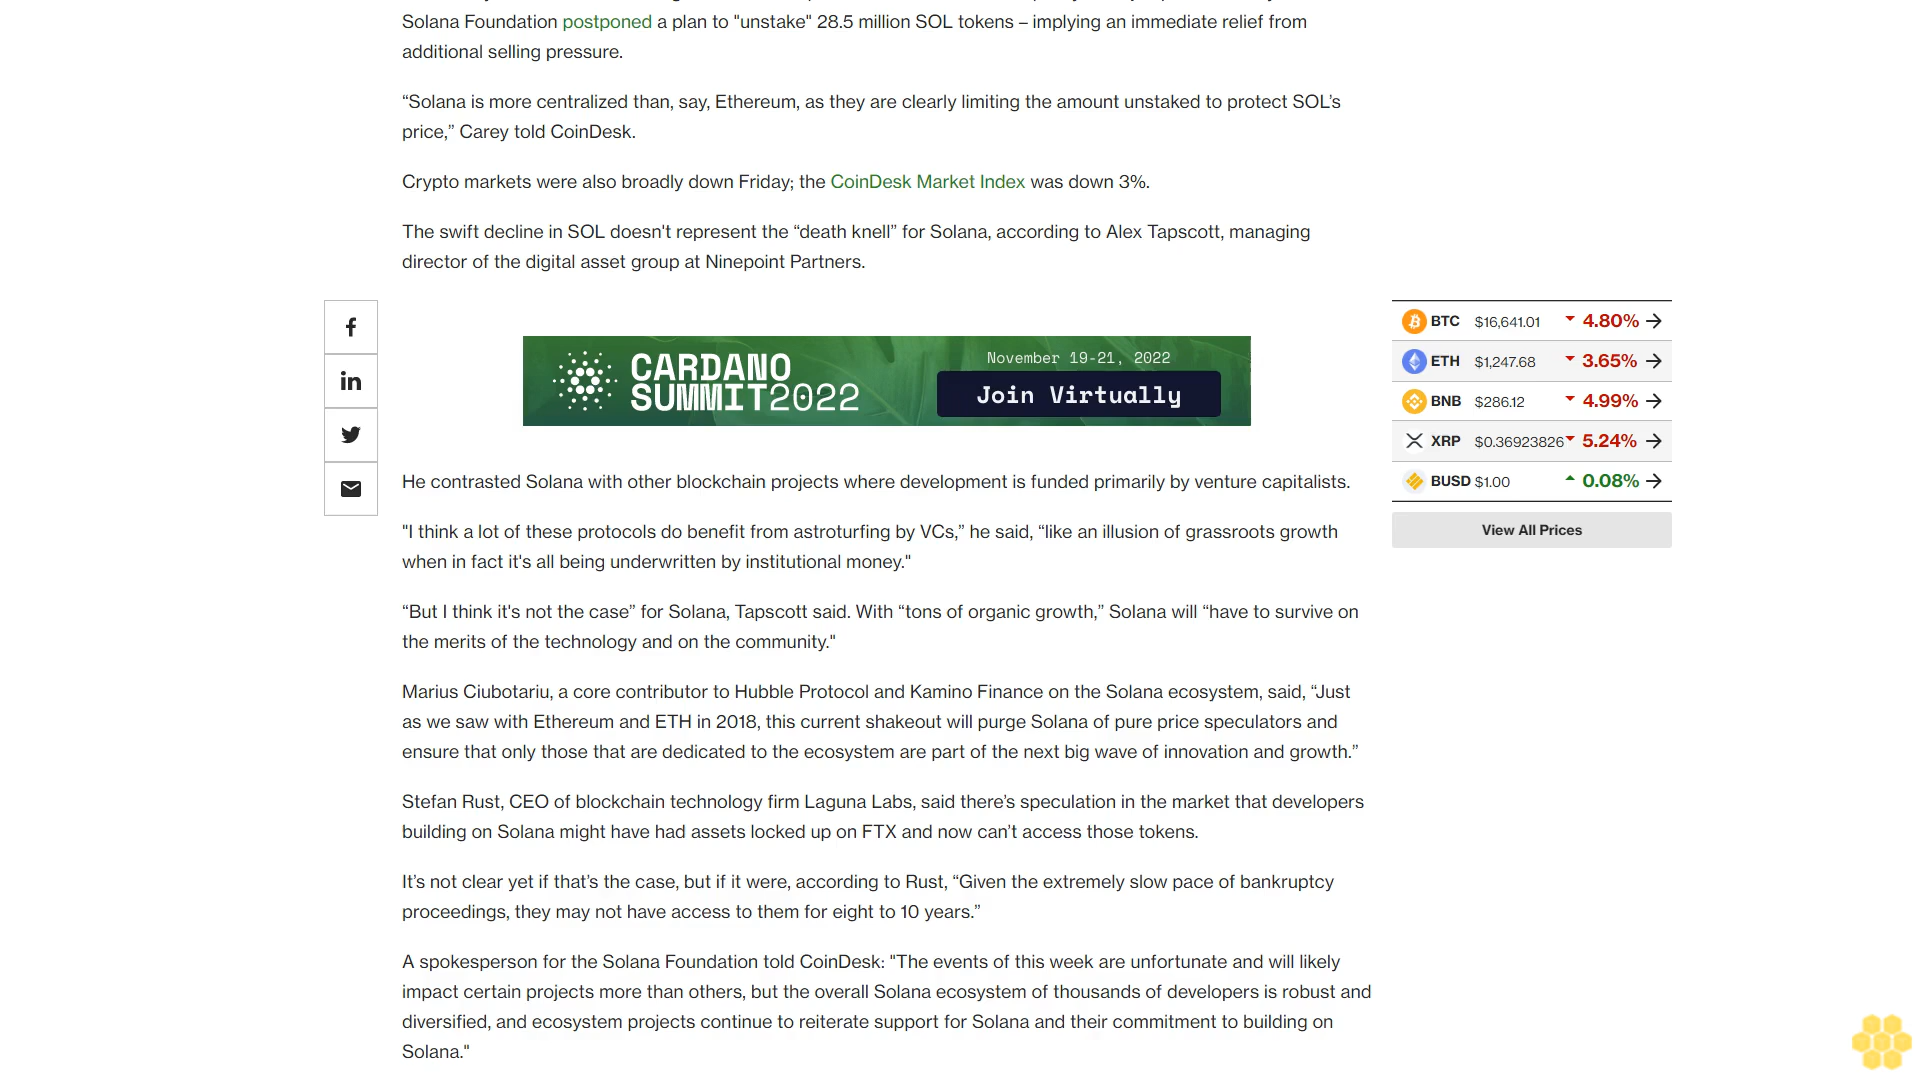 Solana Foundation postponed a plan to "unstake" 28.5 million SOL tokens – implying an immediate relief from
additional selling pressure.
“Solana is more centralized than, say, Ethereum, as they are clearly limiting the amount unstaked to protect SOL’s
price,” Carey told CoinDesk.
Crypto markets were also broadly down Friday; the CoinDesk Market Index was down 3%.
The swift decline in SOL doesn't represent the “death knell” for Solana, according to Alex Tapscott, managing
director of the digital asset group at Ninepoint Partners.
CARDANO
SUMMIT2022
November 19-21, 2022
Join Virtually
He contrasted Solana with other blockchain projects where development is funded primarily by venture capitalists.
"I think a lot of these protocols do benefit from astroturfing by VCs,” he said, “like an illusion of grassroots growth
when in fact it's all being underwritten by institutional money."
“But I think it's not the case” for Solana, Tapscott said. With “tons of organic growth,” Solana will “have to survive on
the merits of the technology and on the community."
Marius Ciubotariu, a core contributor to Hubble Protocol and Kamino Finance on the Solana ecosystem, said, “Just
as we saw with Ethereum and ETH in 2018, this current shakeout will purge Solana of pure price speculators and
ensure that only those that are dedicated to the ecosystem are part of the next big wave of innovation and growth.”
Stefan Rust, CEO of blockchain technology firm Laguna Labs, said there’s speculation in the market that developers
building on Solana might have had assets locked up on FTX and now can’t access those tokens.
It’s not clear yet if that’s the case, but if it were, according to Rust, “Given the extremely slow pace of bankruptcy
proceedings, they may not have access to them for eight to 10 years.”
A spokesperson for the Solana Foundation told CoinDesk: "The events of this week are unfortunate and will likely
impact certain projects more than others, but the overall Solana ecosystem of thousands of developers is robust and
diversified, and ecosystem projects continue to reiterate support for Solana and their commitment to building on
Solana."
BTC $16,641.01 4.80%
ETH $1,247.68 3.65%
BNB $286.12 4.99%
XRP $0.36923826 5.24%
BUSD $1.00 0.08%
View All Prices